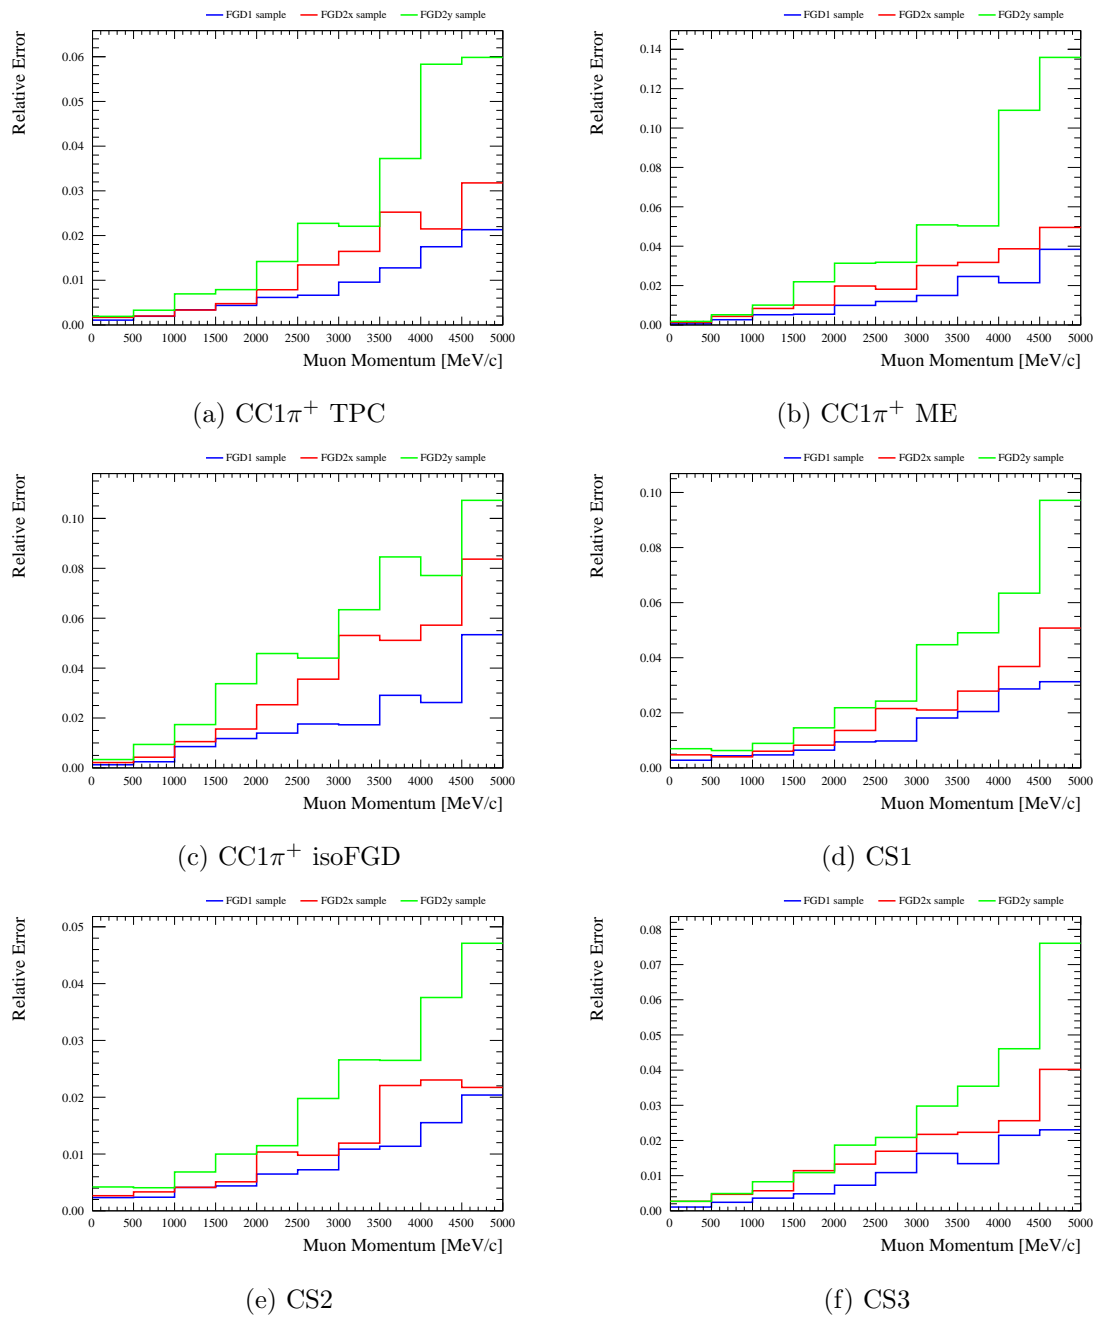 FGD1 sample FGD2x sample FGD2y sample
Relative Error
0.06
0.05
0.04
0.03
0.02
0.01
0.00
0 500 1000 1500 2000 2500 3000 3500 4000 4500 5000
Muon Momentum [MeV/c]
(a) CC1π⁺ TPC
FGD1 sample FGD2x sample FGD2y sample
Relative Error
0.14
0.12
0.10
0.08
0.06
0.04
0.02
0.00
0 500 1000 1500 2000 2500 3000 3500 4000 4500 5000
Muon Momentum [MeV/c]
(b) CC1π⁺ ME
FGD1 sample FGD2x sample FGD2y sample
Relative Error
0.10
0.08
0.06
0.04
0.02
0.00
0 500 1000 1500 2000 2500 3000 3500 4000 4500 5000
Muon Momentum [MeV/c]
(c) CC1π⁺ isoFGD
FGD1 sample FGD2x sample FGD2y sample
Relative Error
0.10
0.08
0.06
0.04
0.02
0.00
0 500 1000 1500 2000 2500 3000 3500 4000 4500 5000
Muon Momentum [MeV/c]
(d) CS1
FGD1 sample FGD2x sample FGD2y sample
Relative Error
0.05
0.04
0.03
0.02
0.01
0.00
0 500 1000 1500 2000 2500 3000 3500 4000 4500 5000
Muon Momentum [MeV/c]
(e) CS2
FGD1 sample FGD2x sample FGD2y sample
Relative Error
0.08
0.07
0.06
0.05
0.04
0.03
0.02
0.01
0.00
0 500 1000 1500 2000 2500 3000 3500 4000 4500 5000
Muon Momentum [MeV/c]
(f) CS3